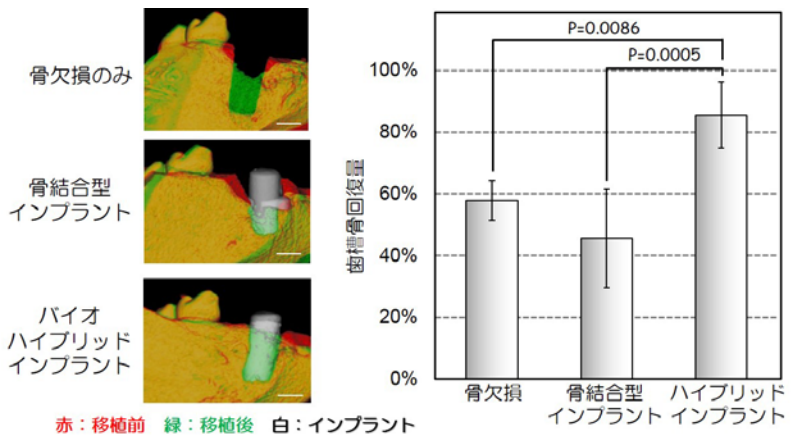 骨欠損のみ
骨結合型
インプラント
バイオ
ハイブリッド
インプラント
赤：移植前 緑：移植後 白：インプラント
歯槽骨回復量
100%
80%
60%
40%
20%
0%
P=0.0086
P=0.0005
骨欠損
骨結合型
インプラント
ハイブリッド
インプラント